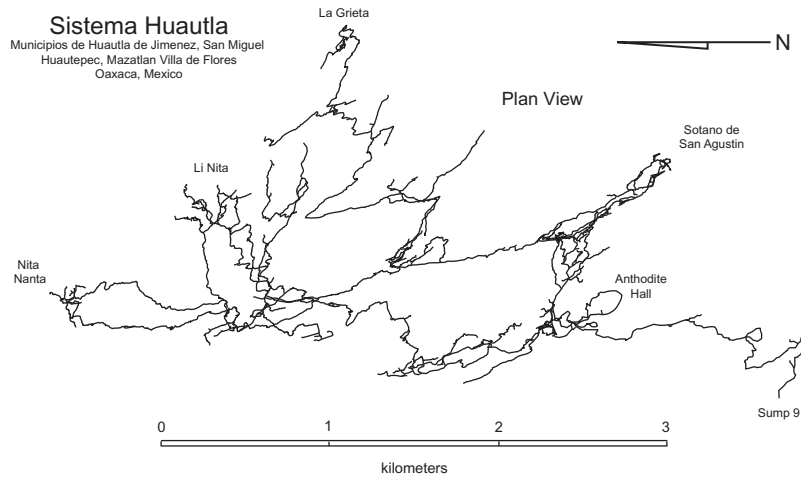 Sistema Huautla
Municipios de Huautla de Jimenez, San Miguel
Huautepec, Mazatlan Villa de Flores
Oaxaca, Mexico
La Grieta
N
Plan View
Sotano de
San Agustin
Li Nita
Nita
Nanta
Anthodite
Hall
Sump 9
0 1 2 3
kilometers